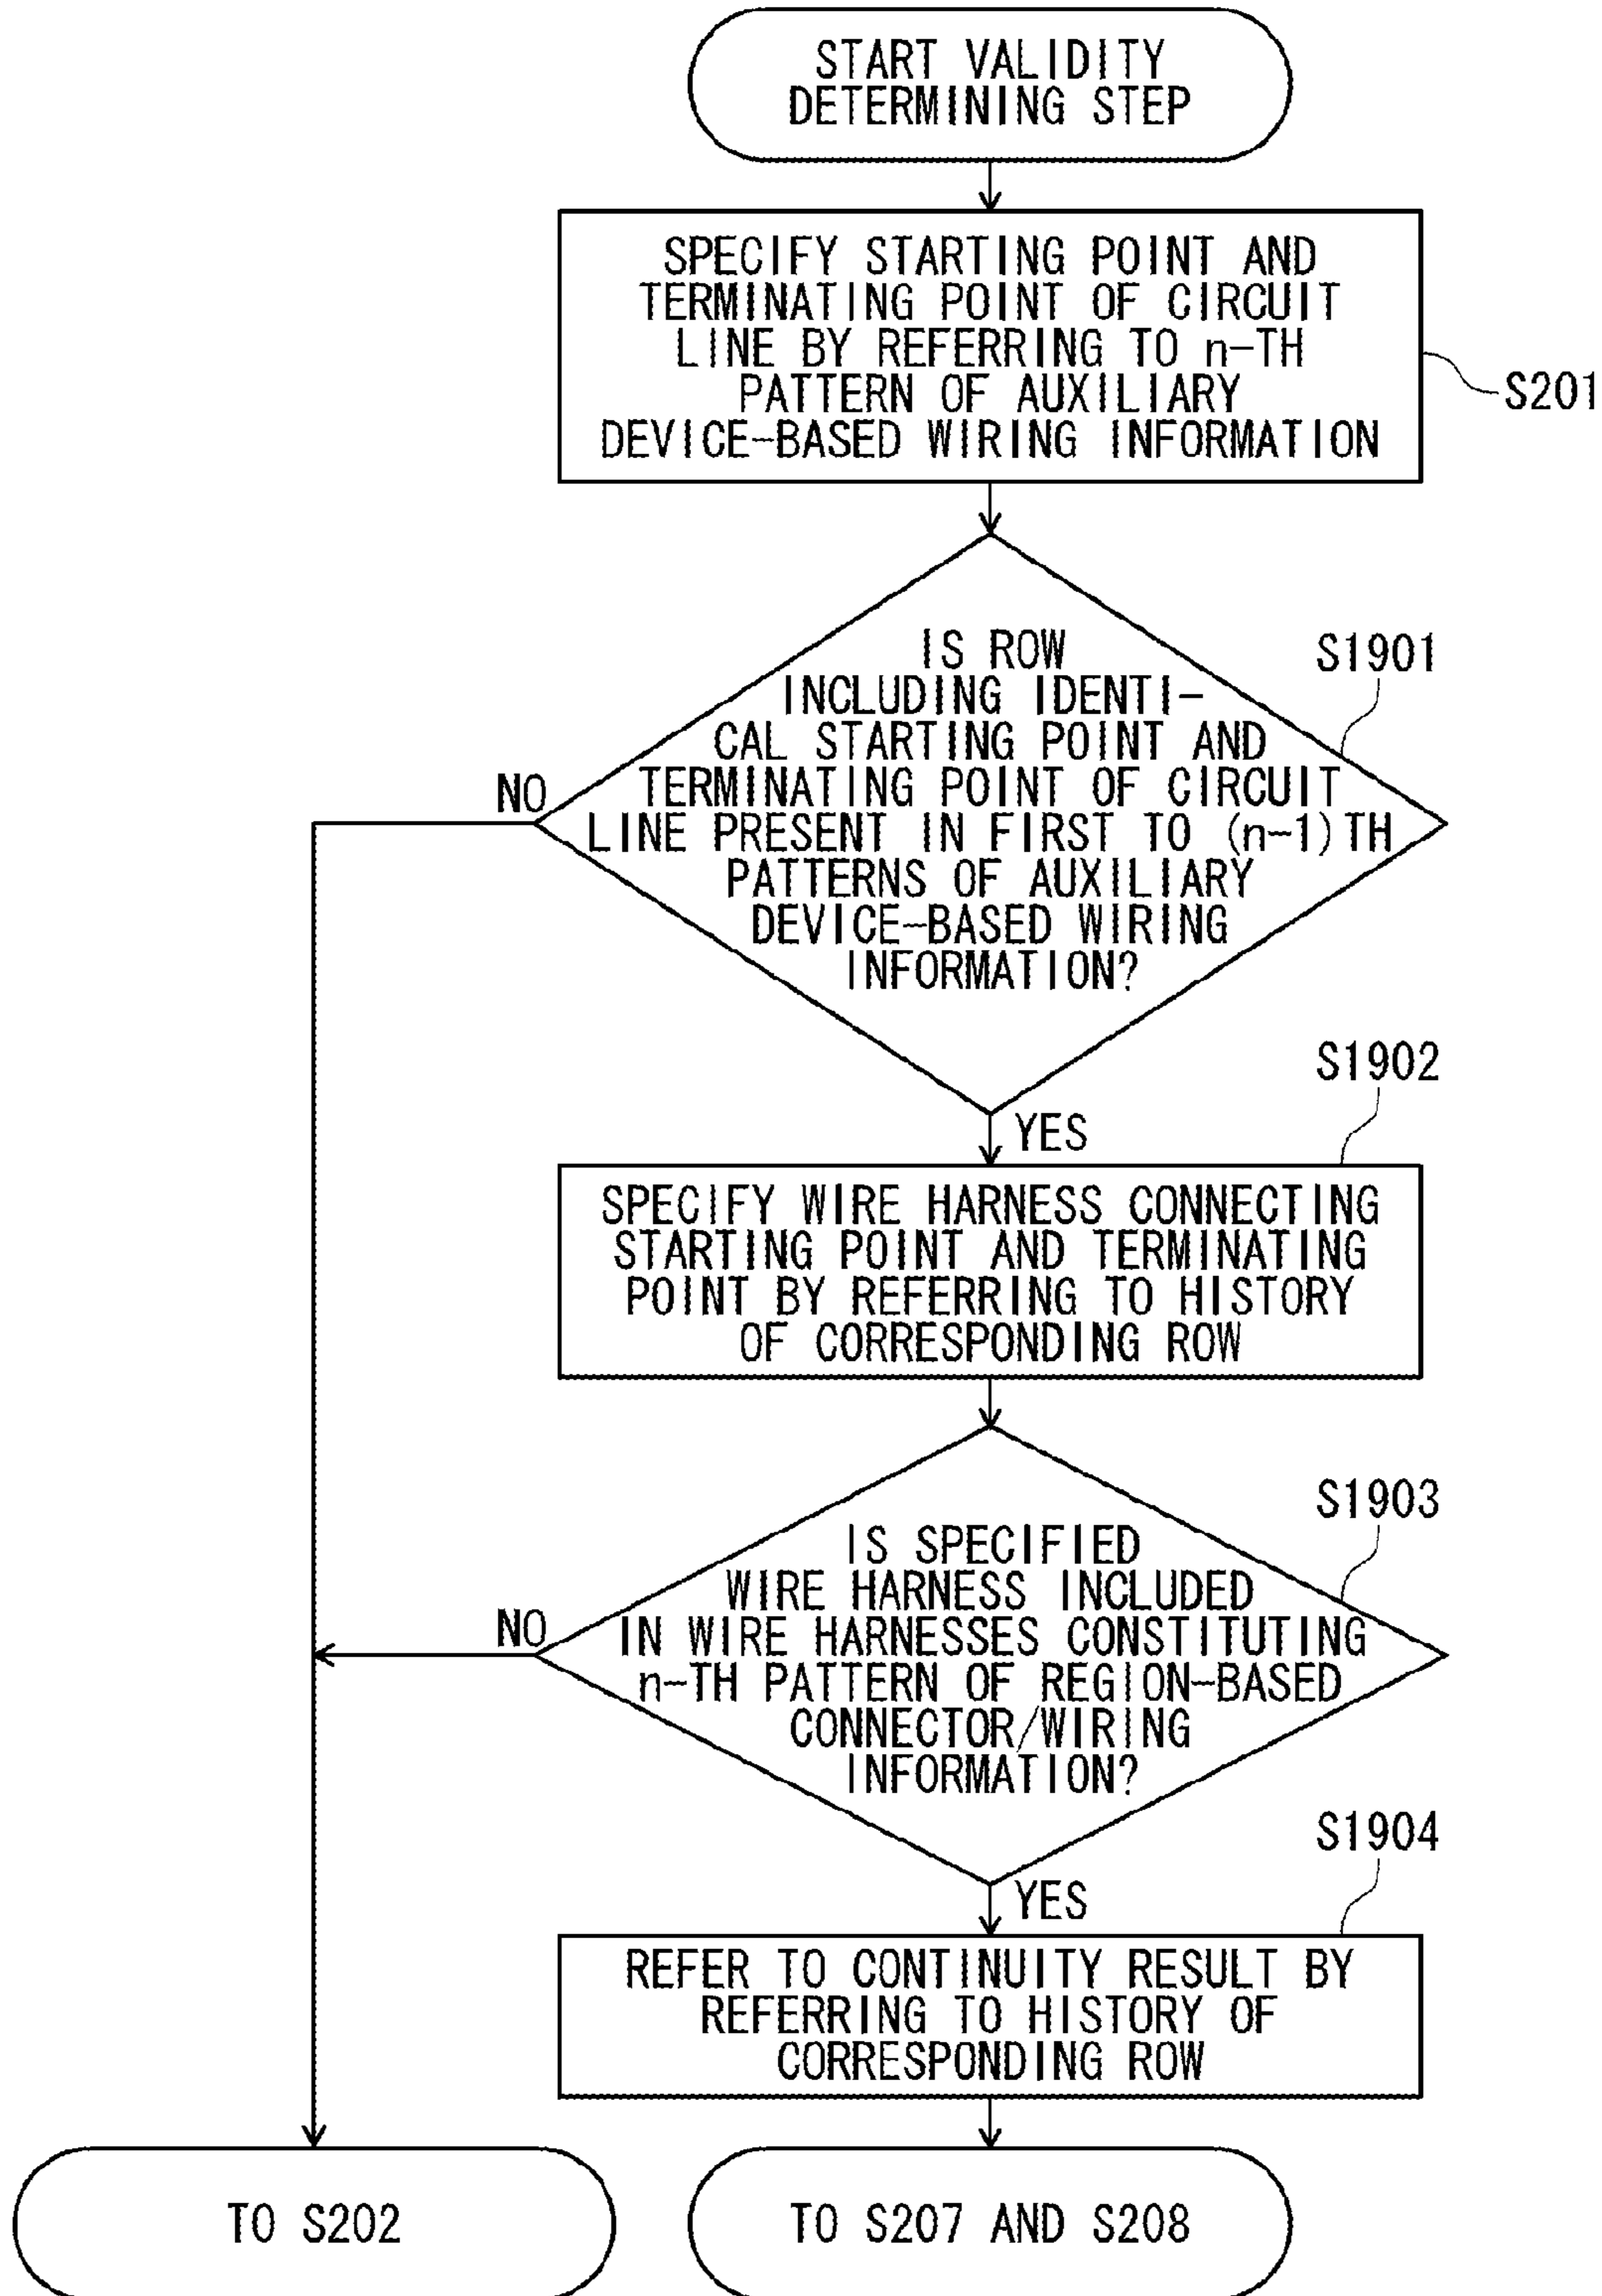 START VALIDITY
DETERMINING STEP
SPECIFY STARTING POINT AND
TERMINATING POINT OF CIRCUIT
LINE BY REFERRING TO n-TH
PATTERN OF AUXILIARY
DEVICE-BASED WIRING INFORMATION
S201
IS ROW
INCLUDING IDENTI-
CAL STARTING POINT AND
TERMINATING POINT OF CIRCUIT
LINE PRESENT IN FIRST TO (n-1)TH
PATTERNS OF AUXILIARY
DEVICE-BASED WIRING
INFORMATION?
S1901
NO
YES
S1902
SPECIFY WIRE HARNESS CONNECTING
STARTING POINT AND TERMINATING
POINT BY REFERRING TO HISTORY
OF CORRESPONDING ROW
S1903
IS SPECIFIED
WIRE HARNESS INCLUDED
IN WIRE HARNESSES CONSTITUTING
n-TH PATTERN OF REGION-BASED
CONNECTOR/WIRING
INFORMATION?
NO
YES
S1904
REFER TO CONTINUITY RESULT BY
REFERRING TO HISTORY OF
CORRESPONDING ROW
TO S202
TO S207 AND S208